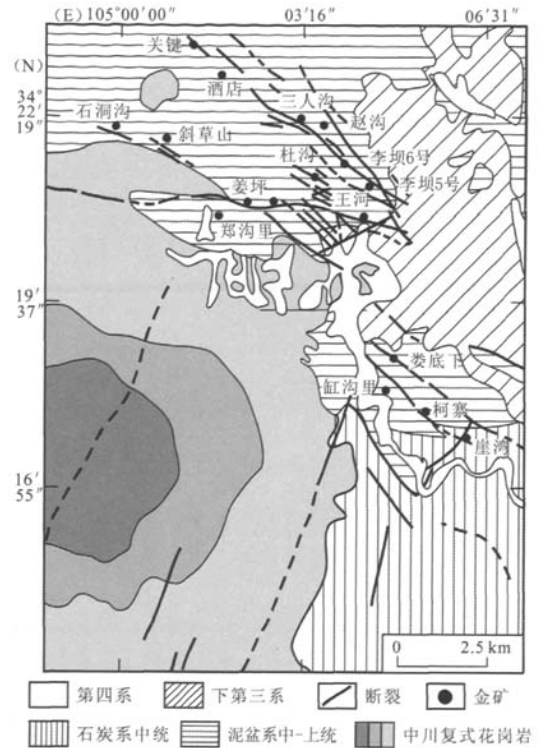 (E) 105°00′00″
03′16
06′31
(N)
34°
22′
19″
19′
37″
16′
55″
关键
酒店
三人沟
赵沟
石洞沟
斜草山
杜沟
李坝6号
李坝5号
姜坪
王河
郑沟里
娄底下
缸沟里
柯寨
崖湾
0 2.5 km
第四系
下第三系
断裂
金矿
石炭系中统
泥盆系中-上统
中川复式花岗岩